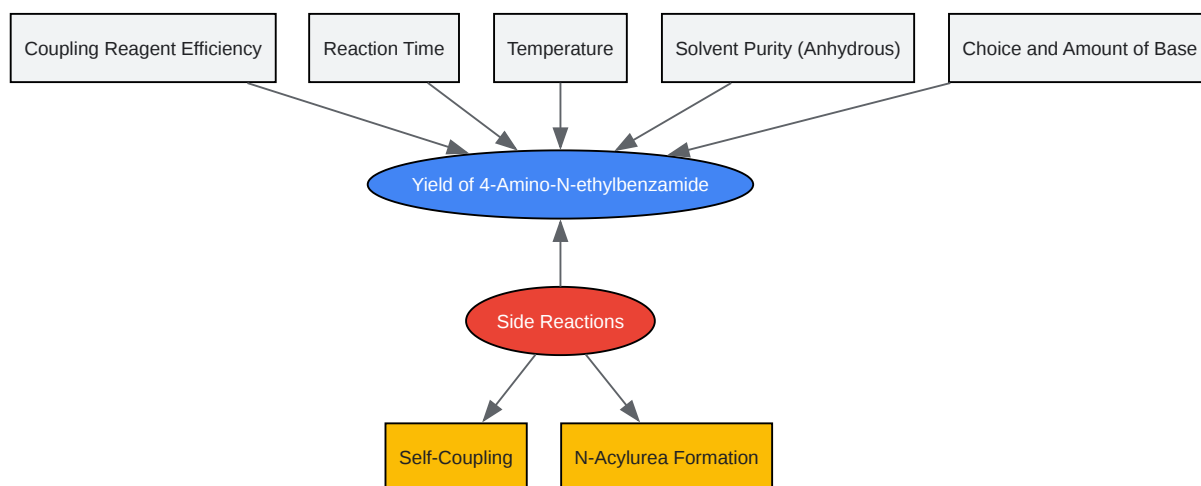 Coupling Reagent Efficiency
Reaction Time
Temperature
Solvent Purity (Anhydrous)
Choice and Amount of Base
Yield of 4-Amino-N-ethylbenzamide
Side Reactions
Self-Coupling
N-Acylurea Formation